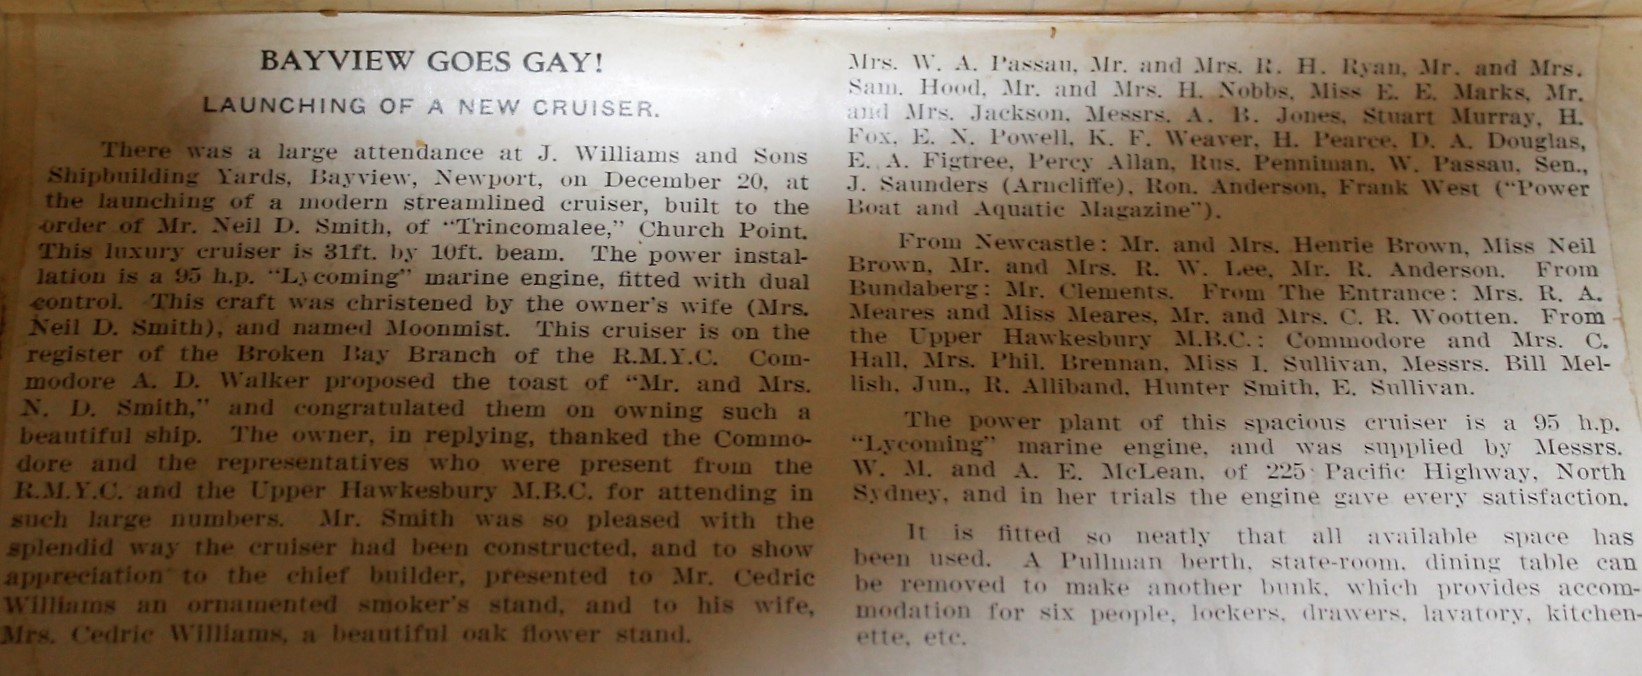 BAYVIEW GOES GAY!
LAUNCHING OF A NEW CRUISER.
There was a large attendance at J. Williams and Sons
Shipbuilding Yards, Bayview, Newport, on December 20, at
the launching of a modern streamlined cruiser, built to the
order of Mr. Neil D. Smith, of “Trincomalee,” Church Point.
This luxury cruiser is 31ft. by 10ft. beam. The power instal-
lation is a 95 h.p. “Lycoming” marine engine, fitted with dual
control. This craft was christened by the owner's wife (Mrs.
Neil D. Smith), and named Moonmist. This cruiser is on the
register of the Broken Bay Branch of the R.M.Y.C. Com-
modore A. D. Walker proposed the toast of “Mr. and Mrs.
N. D. Smith,” and congratulated them on owning such a
beautiful ship. The owner, in replying, thanked the Commo-
dore and the representatives who were present from the
R.M.Y.C. and the Upper Hawkesbury M.B.C. for attending in
such large numbers. Mr. Smith was so pleased with the
splendid way the cruiser had been constructed, and to show
appreciation to the chief builder, presented to Mr. Cedric
Williams an ornamented smoker's stand, and to his wife,
Mrs. Cedric Williams, a beautiful oak flower stand.
Mrs. W. A. Passau, Mr. and Mrs. R. H. Ryan, Mr. and Mrs.
Sam. Hood, Mr. and Mrs. H. Nobbs, Miss E. E. Marks, Mr.
and Mrs. Jackson, Messrs. A. B. Jones, Stuart Murray, H.
Fox, E. N. Powell, K. F. Weaver, H. Pearce, D. A. Douglas,
E. A. Figtree, Percy Allan, Rus. Penniman, W. Passau, Sen.,
J. Saunders (Arncliffe), Ron. Anderson, Frank West (“Power
Boat and Aquatic Magazine”).
From Newcastle: Mr. and Mrs. Henrie Brown, Miss Neil
Brown, Mr. and Mrs. R. W. Lee, Mr. R. Anderson. From
Bundaberg: Mr. Clements. From The Entrance: Mrs. R. A.
Meares and Miss Meares, Mr. and Mrs. C. R. Wootten. From
the Upper Hawkesbury M.B.C.: Commodore and Mrs. C.
Hall, Mrs. Phil. Brennan, Miss I. Sullivan, Messrs. Bill Mel-
lish, Jun., R. Alliband, Hunter Smith, E. Sullivan.
The power plant of this spacious cruiser is a 95 h.p.
“Lycoming” marine engine, and was supplied by Messrs.
W. M. and A. E. McLean, of 225 Pacific Highway, North
Sydney, and in her trials the engine gave every satisfaction.
It is fitted so neatly that all available space has
been used. A Pullman berth, state-room, dining table can
be removed to make another bunk, which provides accom-
modation for six people, lockers, drawers, lavatory, kitchen-
ette, etc.